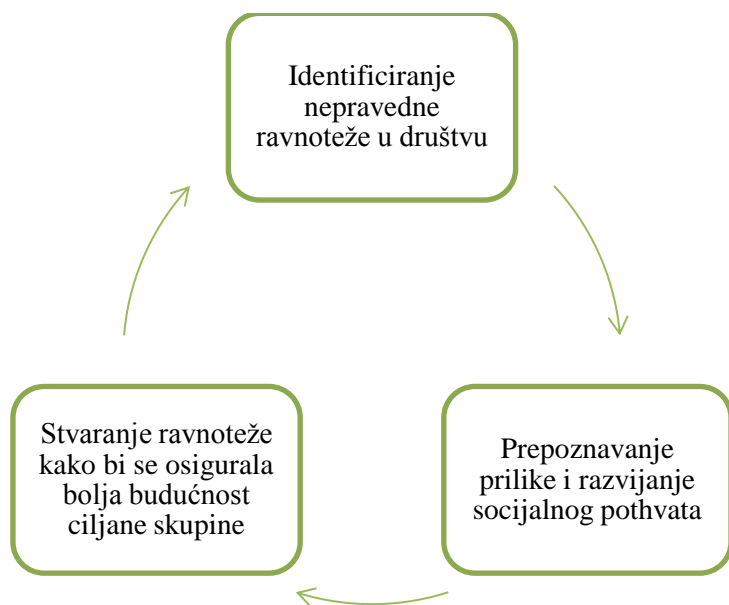 Identificiranje
nepravedne
ravnoteže u društvu
Prepoznavanje
prilike i razvijanje
socijalnog pothvata
Stvaranje ravnoteže
kako bi se osigurala
bolja budućnost
ciljane skupine